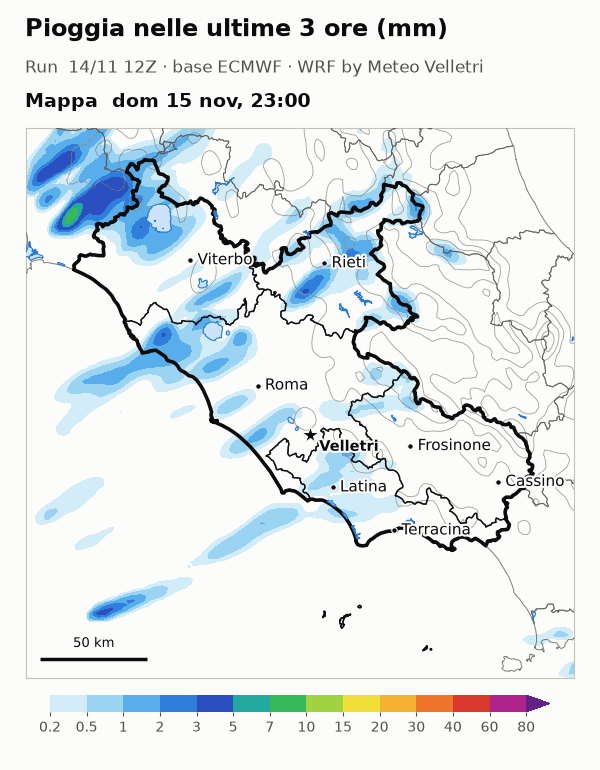 Pioggia nelle ultime 3 ore (mm)
Run  14/11 12Z · base ECMWF · WRF by Meteo Velletri
Mappa  dom 15 nov, 23:00
Viterbo
Rieti
Roma
Velletri
Frosinone
Latina
Cassino
Terracina
50 km
0.2 0.5 1 2 3 5 7 10 15 20 30 40 60 80